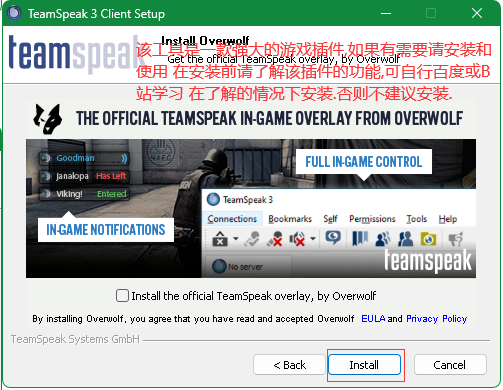 TeamSpeak 3 Client Setup
teamspeak
Install Overwolf
Get the official TeamSpeak overlay, by Overwolf
该工具是一款强大的游戏插件.如果有需要请安装和
使用 在安装前请了解该插件的功能,可自行百度或B
站学习 在了解的情况下安装.否则不建议安装.
THE OFFICIAL TEAMSPEAK IN-GAME OVERLAY FROM OVERWOLF
Goodman
Janalopa Has Left
Viking! Entered
IN-GAME NOTIFICATIONS
FULL IN-GAME CONTROL
TeamSpeak 3
Connections Bookmarks Self Permissions Tools Help
No server
teamspeak
Install the official TeamSpeak overlay, by Overwolf
By installing Overwolf, you agree that you have read and accepted Overwolf EULA and Privacy Policy
TeamSpeak Systems GmbH
< Back Install Cancel